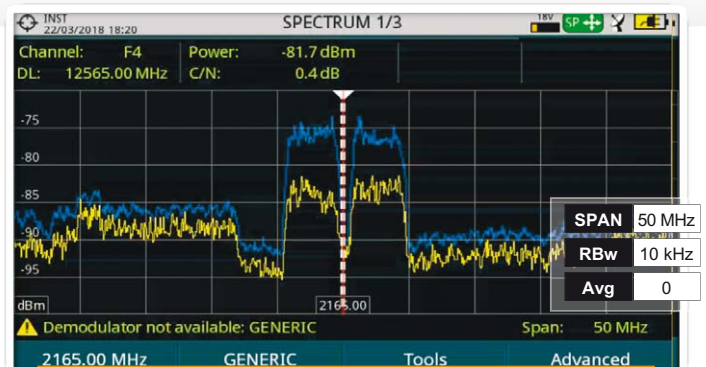 INST
22/03/2018 18:20
SPECTRUM 1/3
18V SP
Channel: F4 Power: -81.7 dBm
DL: 12565.00 MHz C/N: 0.4 dB
-75
-80
-85
-90
-95
dBm 2165.00
SPAN 50 MHz
RBw 10 kHz
Avg 0
Demodulator not available: GENERIC Span: 50 MHz
2165.00 MHz GENERIC Tools Advanced